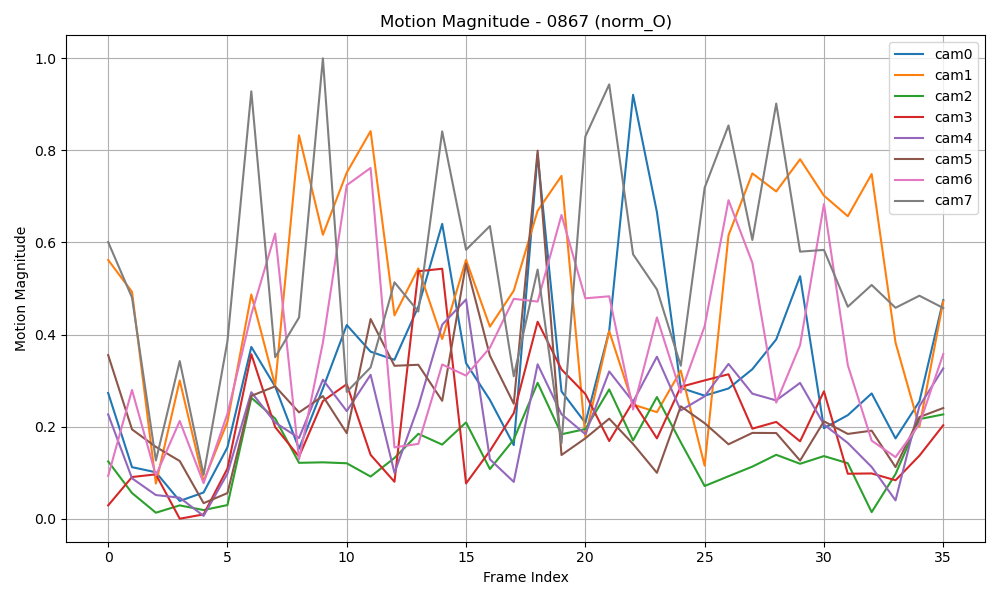 Motion Magnitude - 0867 (norm_O)
Motion Magnitude
1.0
0.8
0.6
0.4
0.2
0.0
0 5 10 15 20 25 30 35
Frame Index
cam0
cam1
cam2
cam3
cam4
cam5
cam6
cam7